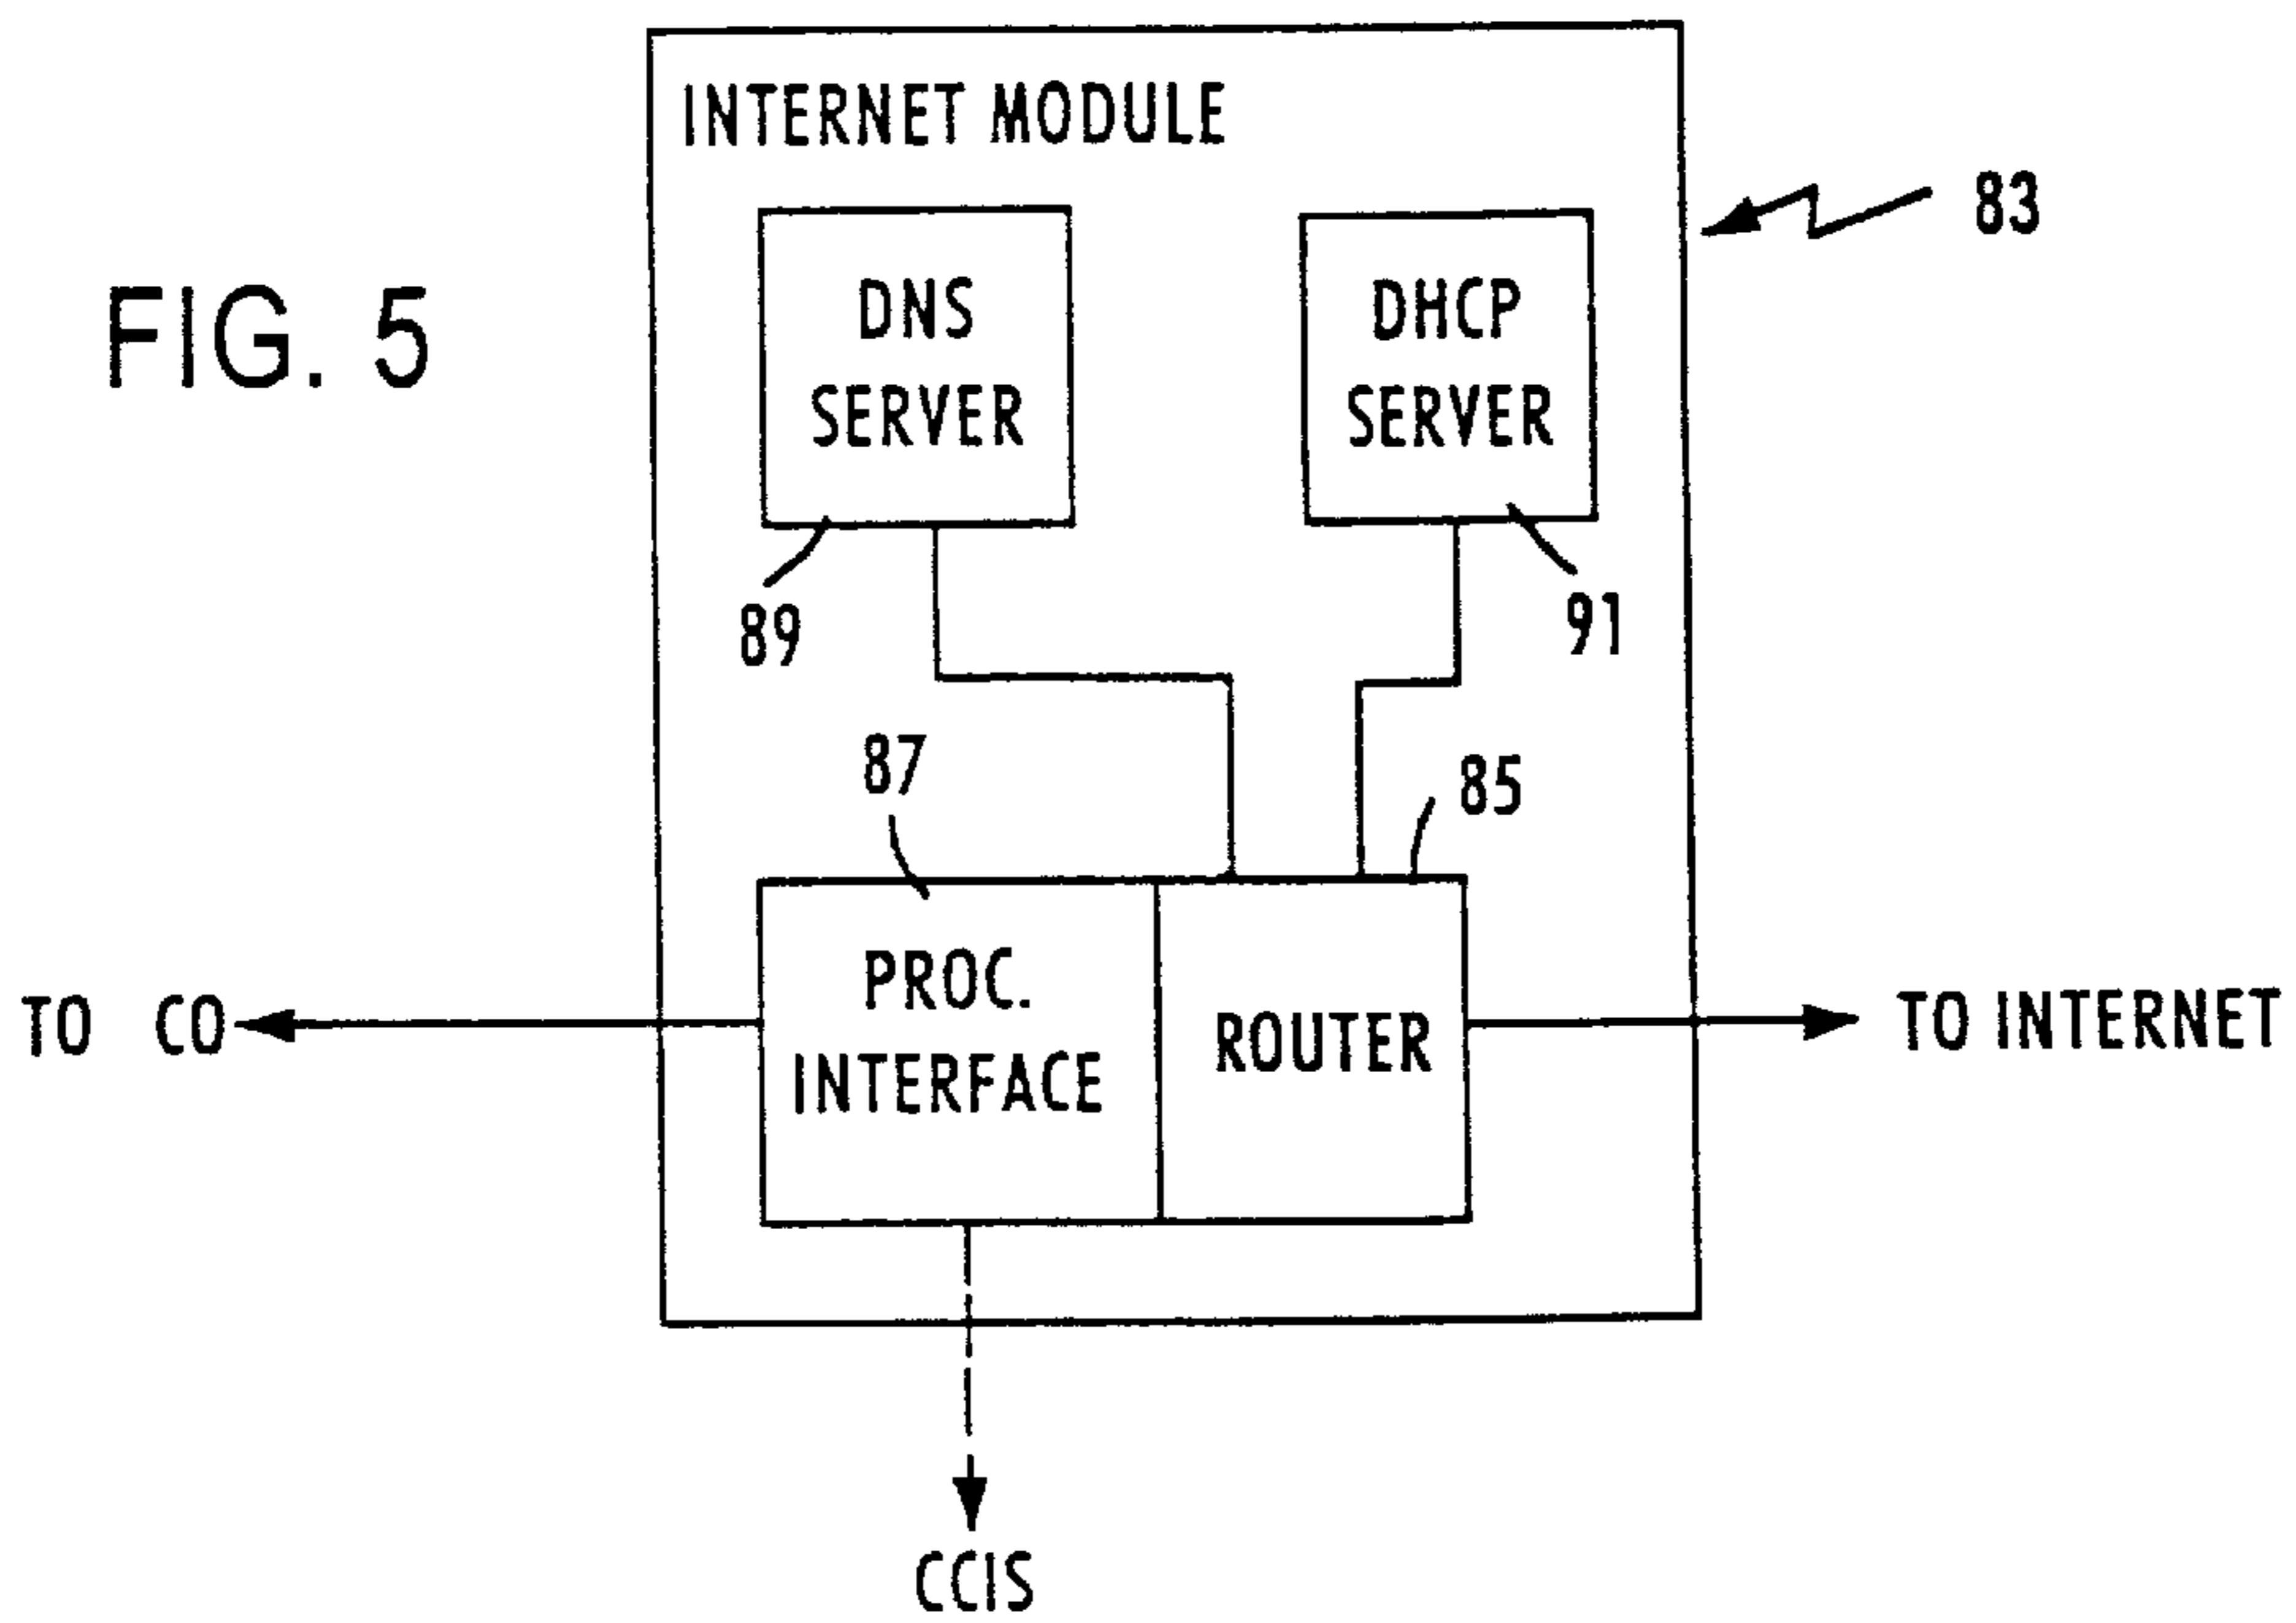 INTERNET MODULE
83
FIG. 5
DNS
SERVER
DHCP
SERVER
89
91
87
85
PROC.
INTERFACE
ROUTER
TO CO
TO INTERNET
CCIS